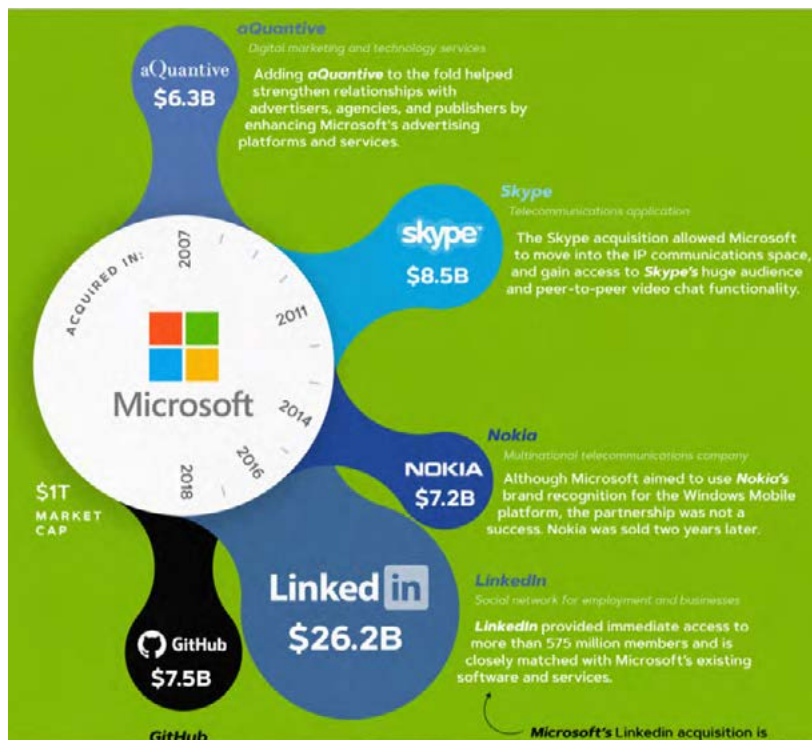 aQuantive
Digital marketing and technology services
aQuantive
$6.3B
Adding aQuantive to the fold helped
strengthen relationships with
advertisers, agencies, and publishers by
enhancing Microsoft's advertising
platforms and services.
Skype
Telecommunications application
skype
$8.5B
The Skype acquisition allowed Microsoft
to move into the IP communications space,
and gain access to Skype's huge audience
and peer-to-peer video chat functionality.
ACQUIRED IN:
2007
2011
2014
2016
2018
Microsoft
$1T
MARKET
CAP
Nokia
Multinational telecommunications company
NOKIA
$7.2B
Although Microsoft aimed to use Nokia's
brand recognition for the Windows Mobile
platform, the partnership was not a
success. Nokia was sold two years later.
LinkedIn
Social network for employment and businesses
Linked in
$26.2B
LinkedIn provided immediate access to
more than 575 million members and is
closely matched with Microsoft's existing
software and services.
GitHub
$7.5B
GitHub
Microsoft's Linkedin acquisition is